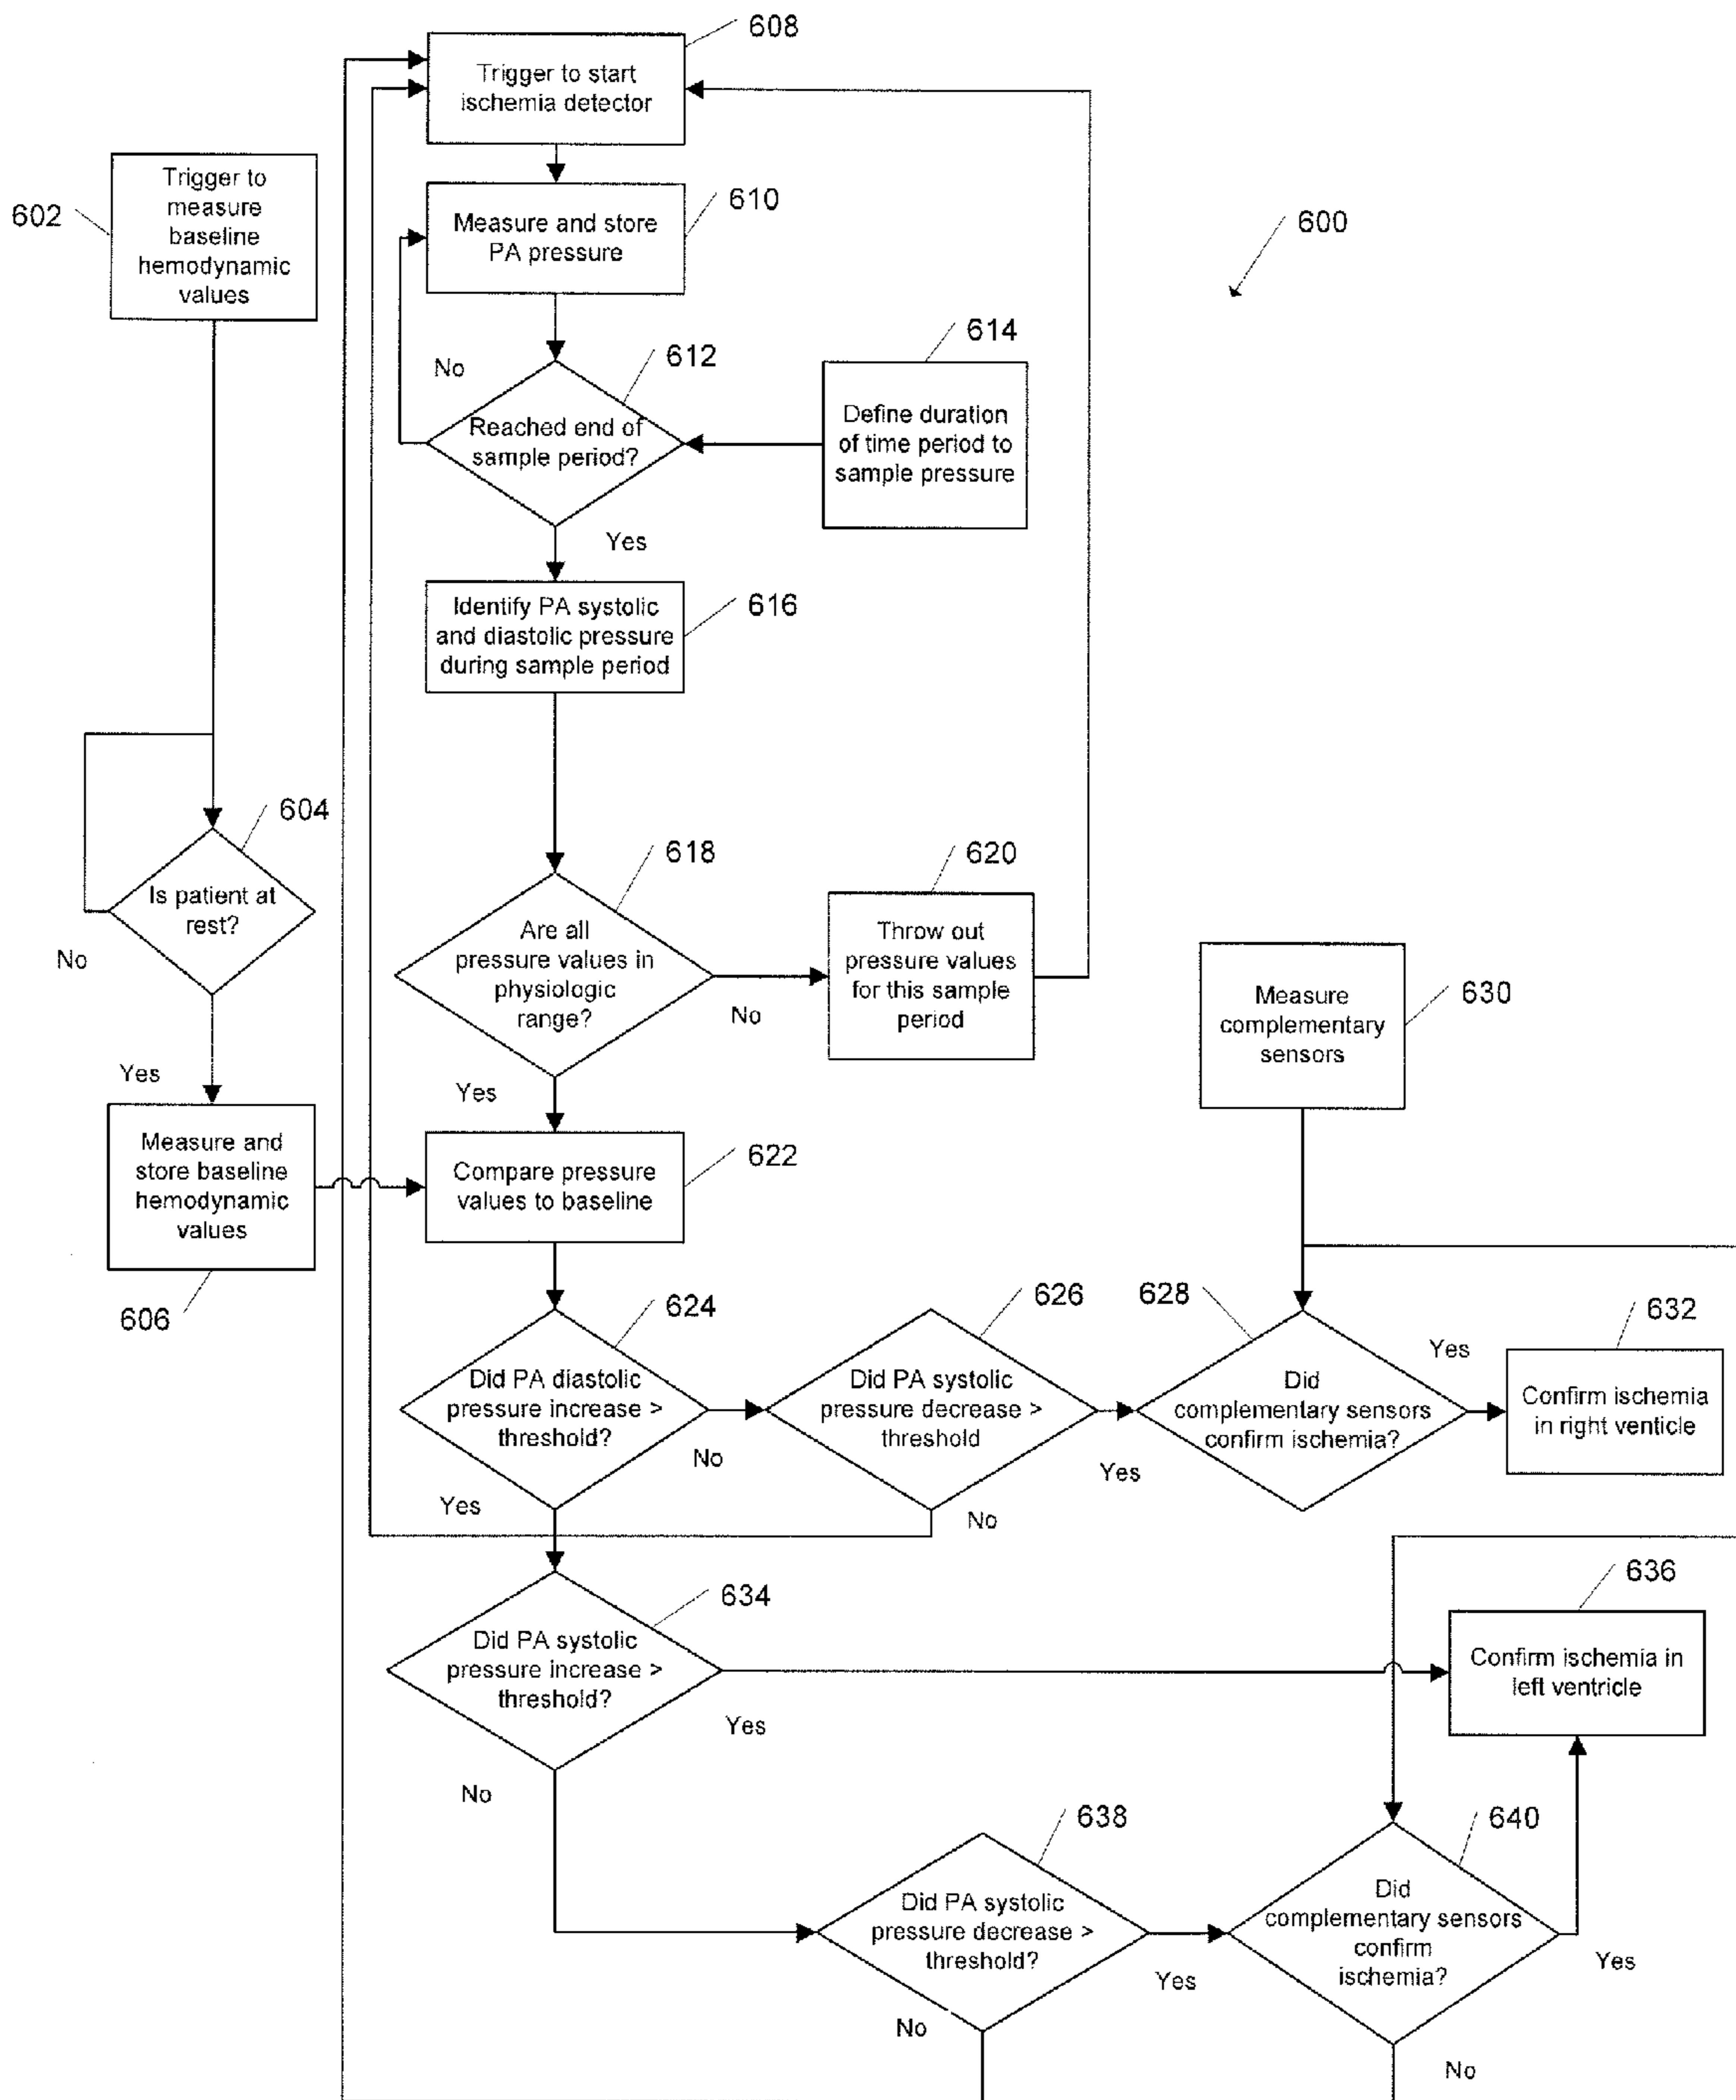 608
Trigger to start
ischemia detector
602
Trigger to
measure
baseline
hemodynamic
values
610
Measure and store
PA pressure
600
612
No
Reached end of
sample period?
Yes
614
Define duration
of time period to
sample pressure
616
Identify PA systolic
and diastolic pressure
during sample period
604
Is patient at
rest?
No
Yes
618
Are all
pressure values in
physiologic
range?
No
Yes
620
Throw out
pressure values
for this sample
period
630
Measure
complementary
sensors
Measure and
store baseline
hemodynamic
values
606
622
Compare pressure
values to baseline
624
Did PA diastolic
pressure increase >
threshold?
No
Yes
626
Did PA systolic
pressure decrease >
threshold
Yes
No
628
Did
complementary sensors
confirm ischemia?
Yes
632
Confirm ischemia
in right venticle
634
Did PA systolic
pressure increase >
threshold?
Yes
No
636
Confirm ischemia in
left ventricle
638
Did PA systolic
pressure decrease >
threshold?
Yes
No
640
Did
complementary sensors
confirm
ischemia?
Yes
No